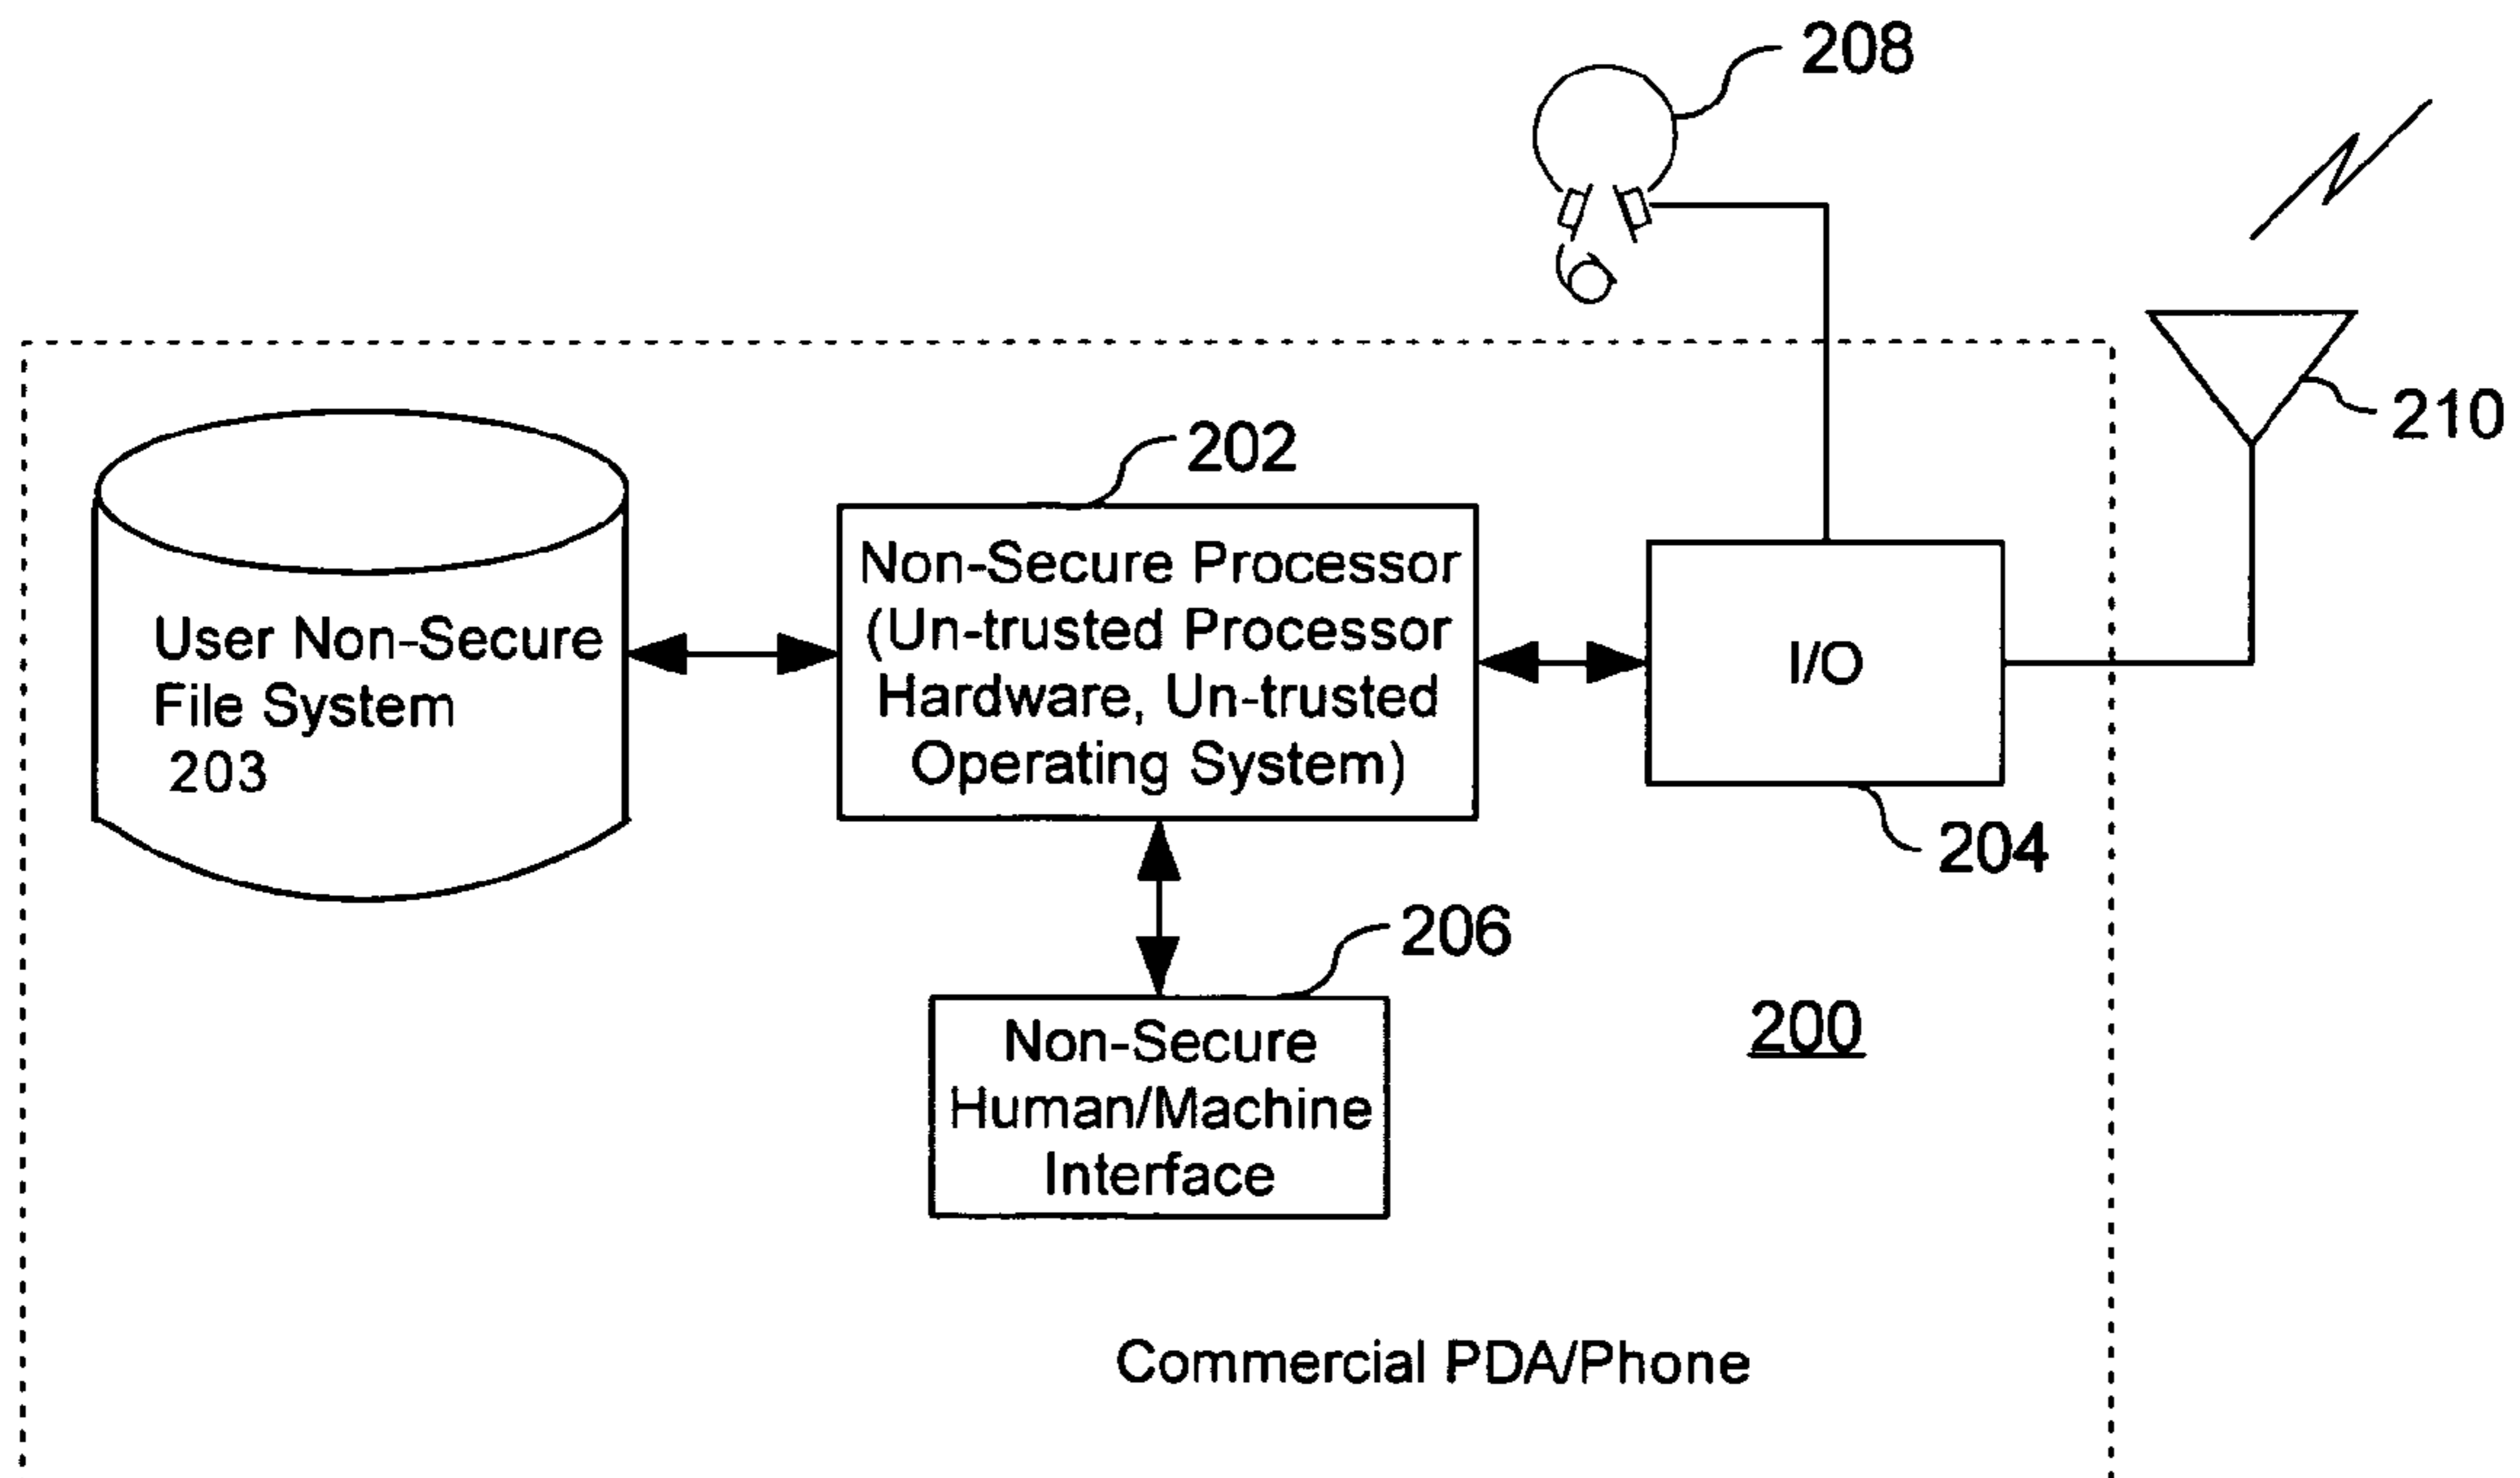 208
210
202
Non-Secure Processor
(Un-trusted Processor
Hardware, Un-trusted
Operating System)
User Non-Secure
File System
203
I/O
204
206
Non-Secure
Human/Machine
Interface
200
Commercial PDA/Phone